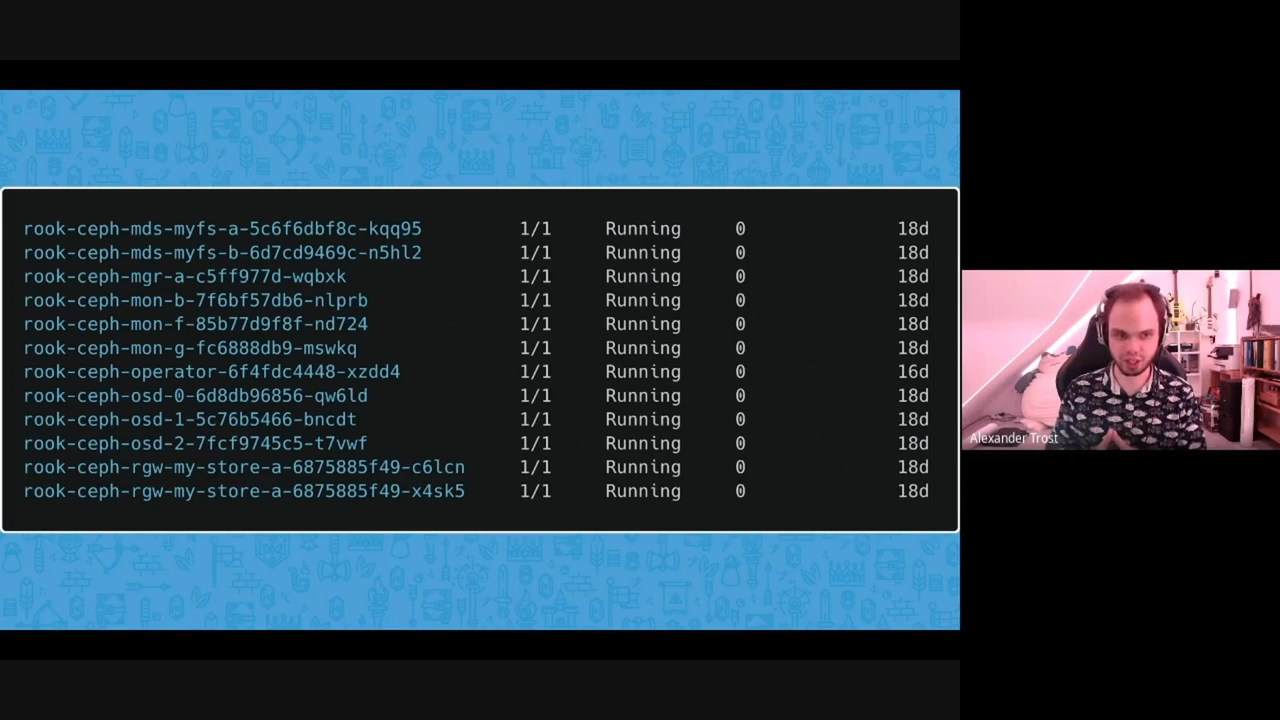 rook-ceph-mds-myfs-a-5c6f6dbf8c-kqq95 1/1 Running 0 18d
rook-ceph-mds-myfs-b-6d7cd9469c-n5hl2 1/1 Running 0 18d
rook-ceph-mgr-a-c5ff977d-wqbxk 1/1 Running 0 18d
rook-ceph-mon-b-7f6bf57db6-nlprb 1/1 Running 0 18d
rook-ceph-mon-f-85b77d9f8f-nd724 1/1 Running 0 18d
rook-ceph-mon-g-fc6888db9-mswkq 1/1 Running 0 18d
rook-ceph-operator-6f4fdc4448-xzdd4 1/1 Running 0 16d
rook-ceph-osd-0-6d8db96856-qw6ld 1/1 Running 0 18d
rook-ceph-osd-1-5c76b5466-bncdt 1/1 Running 0 18d
rook-ceph-osd-2-7fcf9745c5-t7vwf 1/1 Running 0 18d
rook-ceph-rgw-my-store-a-6875885f49-c6lcn 1/1 Running 0 18d
rook-ceph-rgw-my-store-a-6875885f49-x4sk5 1/1 Running 0 18d
Alexander Trost